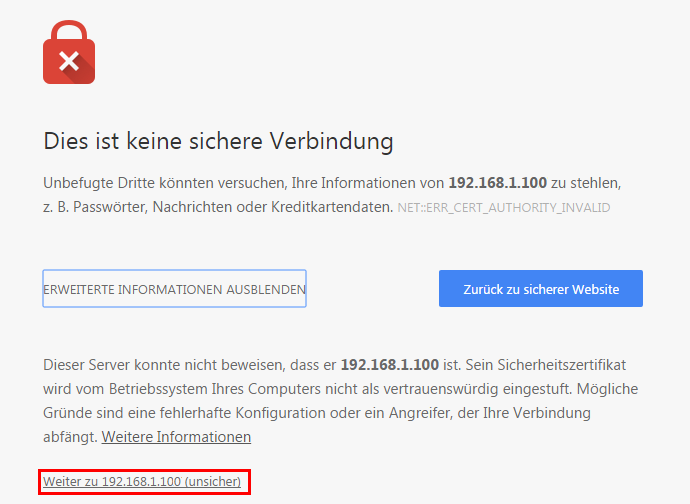 Dies ist keine sichere Verbindung
Unbefugte Dritte könnten versuchen, Ihre Informationen von 192.168.1.100 zu stehlen,
z. B. Passwörter, Nachrichten oder Kreditkartendaten. NET::ERR_CERT_AUTHORITY_INVALID
ERWEITERTE INFORMATIONEN AUSBLENDEN
Zurück zu sicherer Website
Dieser Server konnte nicht beweisen, dass er 192.168.1.100 ist. Sein Sicherheitszertifikat
wird vom Betriebssystem Ihres Computers nicht als vertrauenswürdig eingestuft. Mögliche
Gründe sind eine fehlerhafte Konfiguration oder ein Angreifer, der Ihre Verbindung
abfängt. Weitere Informationen
Weiter zu 192.168.1.100 (unsicher)